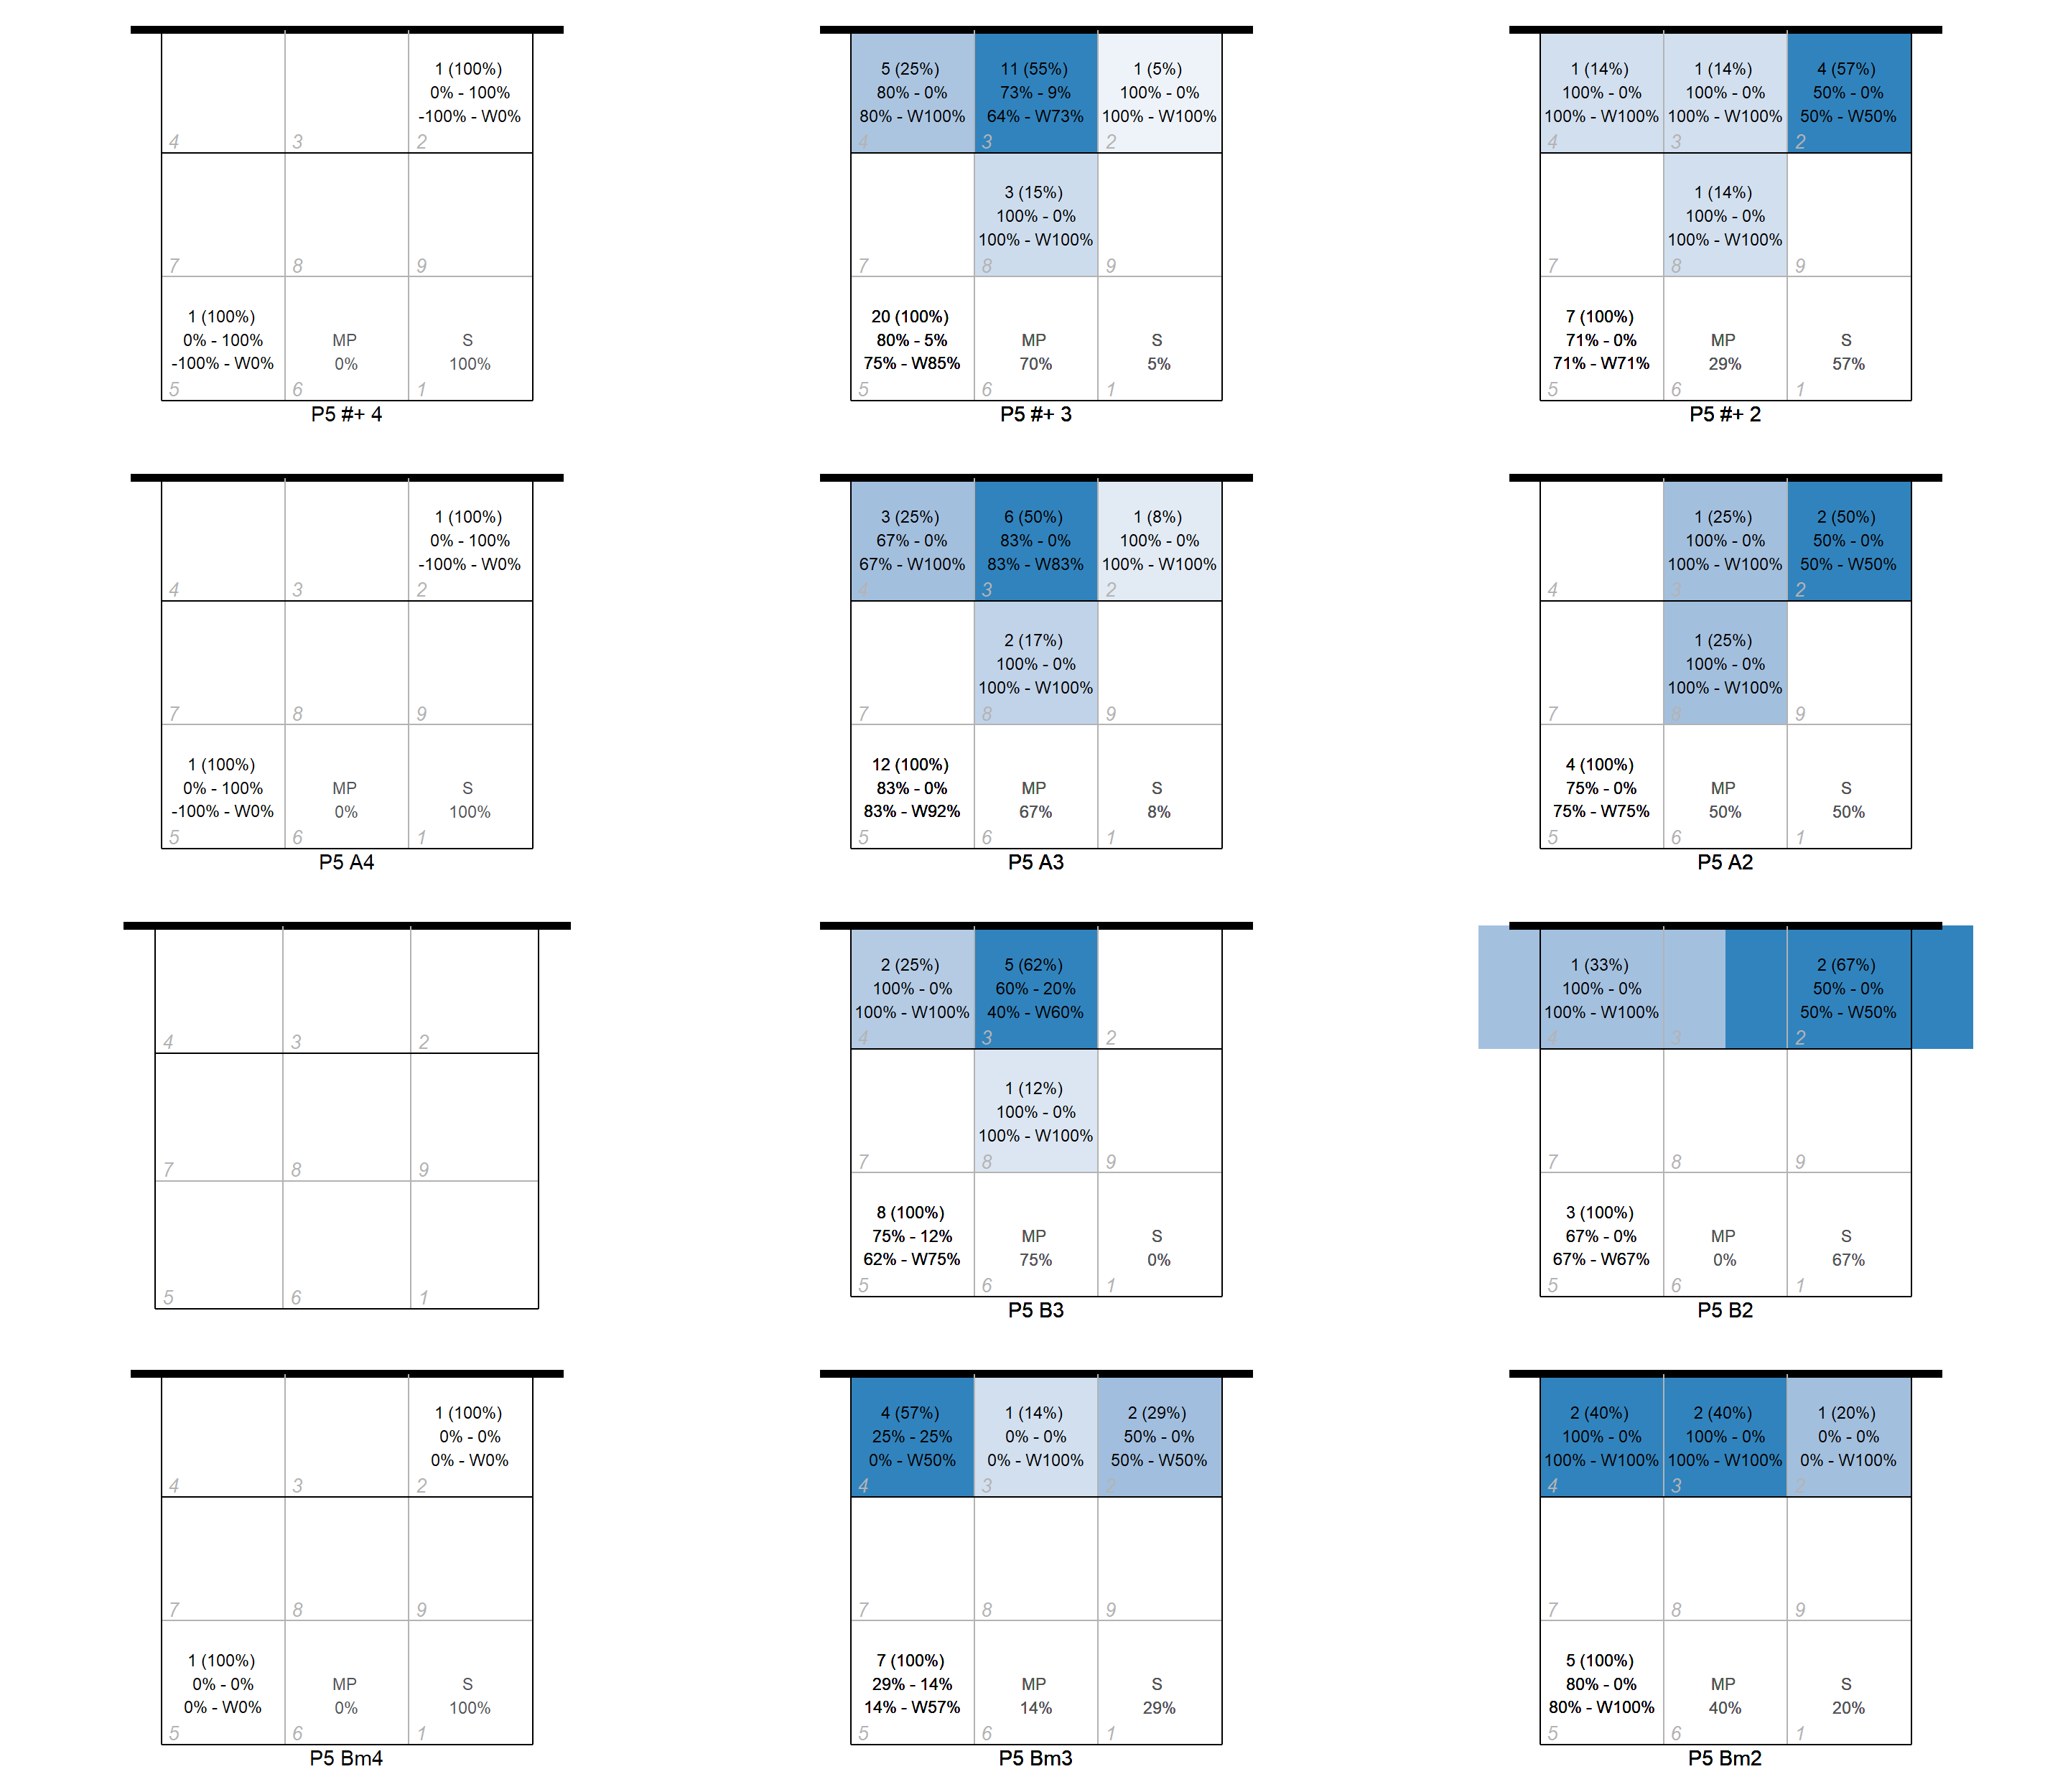 1 (100%)
0% - 100%
-100% - W0%
4
3
2
7
8
9
1 (100%)
0% - 100%
-100% - W0%
MP
0%
S
100%
5
6
1
P5 #+ 4
5 (25%)
80% - 0%
80% - W100%
11 (55%)
73% - 9%
64% - W73%
1 (5%)
100% - 0%
100% - W100%
4
3
2
3 (15%)
100% - 0%
100% - W100%
7
8
9
20 (100%)
80% - 5%
75% - W85%
MP
70%
S
5%
5
6
1
P5 #+ 3
1 (14%)
100% - 0%
100% - W100%
1 (14%)
100% - 0%
100% - W100%
4 (57%)
50% - 0%
50% - W50%
4
3
2
1 (14%)
100% - 0%
100% - W100%
7
8
9
7 (100%)
71% - 0%
71% - W71%
MP
29%
S
57%
5
6
1
P5 #+ 2
1 (100%)
0% - 100%
-100% - W0%
4
3
2
7
8
9
1 (100%)
0% - 100%
-100% - W0%
MP
0%
S
100%
5
6
1
P5 A4
3 (25%)
67% - 0%
67% - W100%
6 (50%)
83% - 0%
83% - W83%
1 (8%)
100% - 0%
100% - W100%
4
3
2
2 (17%)
100% - 0%
100% - W100%
7
8
9
12 (100%)
83% - 0%
83% - W92%
MP
67%
S
8%
5
6
1
P5 A3
1 (25%)
100% - 0%
100% - W100%
2 (50%)
50% - 0%
50% - W50%
4
3
2
1 (25%)
100% - 0%
100% - W100%
7
8
9
4 (100%)
75% - 0%
75% - W75%
MP
50%
S
50%
5
6
1
P5 A2
4
3
2
7
8
9
5
6
1
2 (25%)
100% - 0%
100% - W100%
5 (62%)
60% - 20%
40% - W60%
4
3
2
1 (12%)
100% - 0%
100% - W100%
7
8
9
8 (100%)
75% - 12%
62% - W75%
MP
75%
S
0%
5
6
1
P5 B3
1 (33%)
100% - 0%
100% - W100%
2 (67%)
50% - 0%
50% - W50%
4
3
2
7
8
9
3 (100%)
67% - 0%
67% - W67%
MP
0%
S
67%
5
6
1
P5 B2
1 (100%)
0% - 0%
0% - W0%
4
3
2
7
8
9
1 (100%)
0% - 0%
0% - W0%
MP
0%
S
100%
5
6
1
P5 Bm4
4 (57%)
25% - 25%
0% - W50%
1 (14%)
0% - 0%
0% - W100%
2 (29%)
50% - 0%
50% - W50%
4
3
2
7
8
9
7 (100%)
29% - 14%
14% - W57%
MP
14%
S
29%
5
6
1
P5 Bm3
2 (40%)
100% - 0%
100% - W100%
2 (40%)
100% - 0%
100% - W100%
1 (20%)
0% - 0%
0% - W100%
4
3
2
7
8
9
5 (100%)
80% - 0%
80% - W100%
MP
40%
S
20%
5
6
1
P5 Bm2